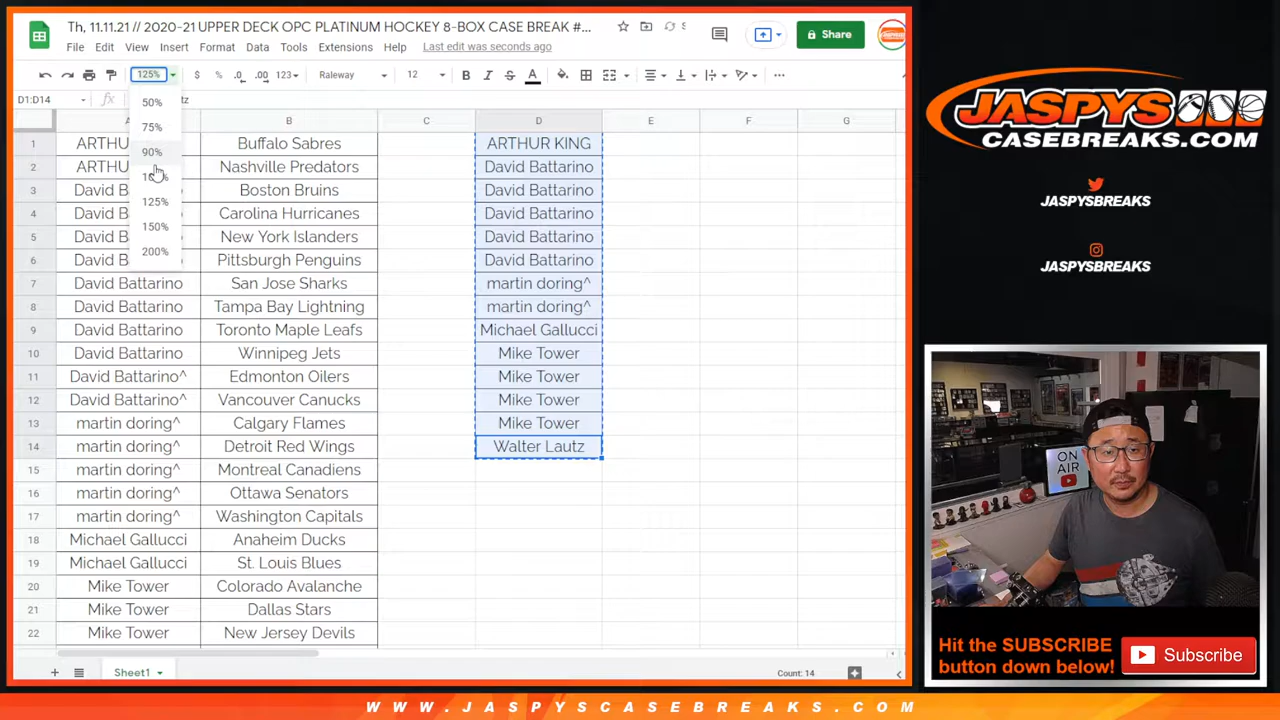 Th, 11.11.21 // 2020-21 UPPER DECK OPC PLATINUM HOCKEY 8-BOX CASE BREAK #...
Share
File Edit View Insert Format Data Tools Extensions Help Last edit was seconds ago
125% $ % .0 .00 123 Raleway 12 B I S A
D1:D14 fx
50%
75%
90%
125%
150%
200%
A B C D E F G
1 Buffalo Sabres ARTHUR KING
2 Nashville Predators David Battarino
3 Boston Bruins David Battarino
4 Carolina Hurricanes David Battarino
5 New York Islanders David Battarino
6 Pittsburgh Penguins David Battarino
7 David Battarino San Jose Sharks martin doring^
8 David Battarino Tampa Bay Lightning martin doring^
9 David Battarino Toronto Maple Leafs Michael Gallucci
10 David Battarino Winnipeg Jets Mike Tower
11 David Battarino^ Edmonton Oilers Mike Tower
12 David Battarino^ Vancouver Canucks Mike Tower
13 martin doring^ Calgary Flames Mike Tower
14 martin doring^ Detroit Red Wings Walter Lautz
15 martin doring^ Montreal Canadiens
16 martin doring^ Ottawa Senators
17 martin doring^ Washington Capitals
18 Michael Gallucci Anaheim Ducks
19 Michael Gallucci St. Louis Blues
20 Mike Tower Colorado Avalanche
21 Mike Tower Dallas Stars
22 Mike Tower New Jersey Devils
Sheet1
Count: 14
JASPYS
CASEBREAKS.COM
JASPYSBREAKS
JASPYSBREAKS
ON
AIR
Hit the SUBSCRIBE
button down below!
Subscribe
WWW.JASPYSCASEBREAKS.COM